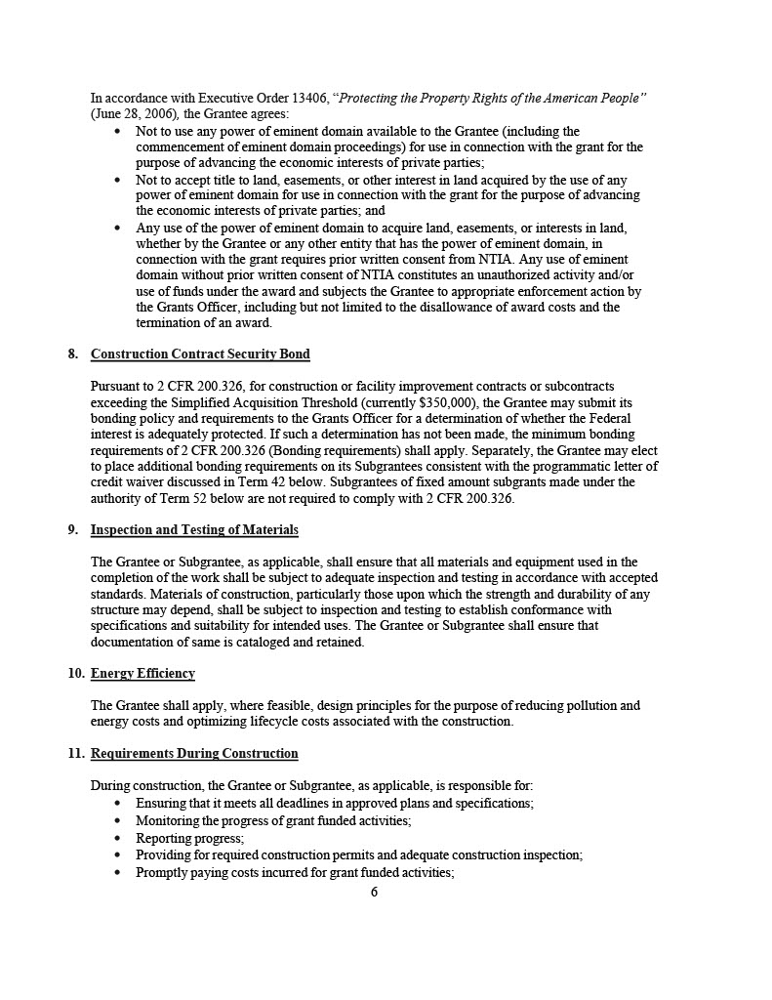 In accordance with Executive Order 13406, “Protecting the Property Rights of the American People”
(June 28, 2006), the Grantee agrees:
• Not to use any power of eminent domain available to the Grantee (including the
commencement of eminent domain proceedings) for use in connection with the grant for the
purpose of advancing the economic interests of private parties;
• Not to accept title to land, easements, or other interest in land acquired by the use of any
power of eminent domain for use in connection with the grant for the purpose of advancing
the economic interests of private parties; and
• Any use of the power of eminent domain to acquire land, easements, or interests in land,
whether by the Grantee or any other entity that has the power of eminent domain, in
connection with the grant requires prior written consent from NTIA. Any use of eminent
domain without prior written consent of NTIA constitutes an unauthorized activity and/or
use of funds under the award and subjects the Grantee to appropriate enforcement action by
the Grants Officer, including but not limited to the disallowance of award costs and the
termination of an award.
8. Construction Contract Security Bond
Pursuant to 2 CFR 200.326, for construction or facility improvement contracts or subcontracts
exceeding the Simplified Acquisition Threshold (currently $350,000), the Grantee may submit its
bonding policy and requirements to the Grants Officer for a determination of whether the Federal
interest is adequately protected. If such a determination has not been made, the minimum bonding
requirements of 2 CFR 200.326 (Bonding requirements) shall apply. Separately, the Grantee may elect
to place additional bonding requirements on its Subgrantees consistent with the programmatic letter of
credit waiver discussed in Term 42 below. Subgrantees of fixed amount subgrants made under the
authority of Term 52 below are not required to comply with 2 CFR 200.326.
9. Inspection and Testing of Materials
The Grantee or Subgrantee, as applicable, shall ensure that all materials and equipment used in the
completion of the work shall be subject to adequate inspection and testing in accordance with accepted
standards. Materials of construction, particularly those upon which the strength and durability of any
structure may depend, shall be subject to inspection and testing to establish conformance with
specifications and suitability for intended uses. The Grantee or Subgrantee shall ensure that
documentation of same is cataloged and retained.
10. Energy Efficiency
The Grantee shall apply, where feasible, design principles for the purpose of reducing pollution and
energy costs and optimizing lifecycle costs associated with the construction.
11. Requirements During Construction
During construction, the Grantee or Subgrantee, as applicable, is responsible for:
• Ensuring that it meets all deadlines in approved plans and specifications;
• Monitoring the progress of grant funded activities;
• Reporting progress;
• Providing for required construction permits and adequate construction inspection;
• Promptly paying costs incurred for grant funded activities;
6